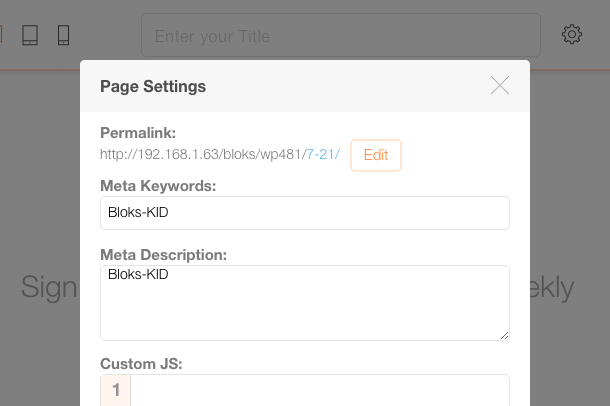 Enter your Title
Page Settings
Permalink:
http://192.168.1.63/bloks/wp481/7-21/ Edit
Meta Keywords:
Bloks-KID
Meta Description:
Bloks-KID
Sign
Custom JS:
1